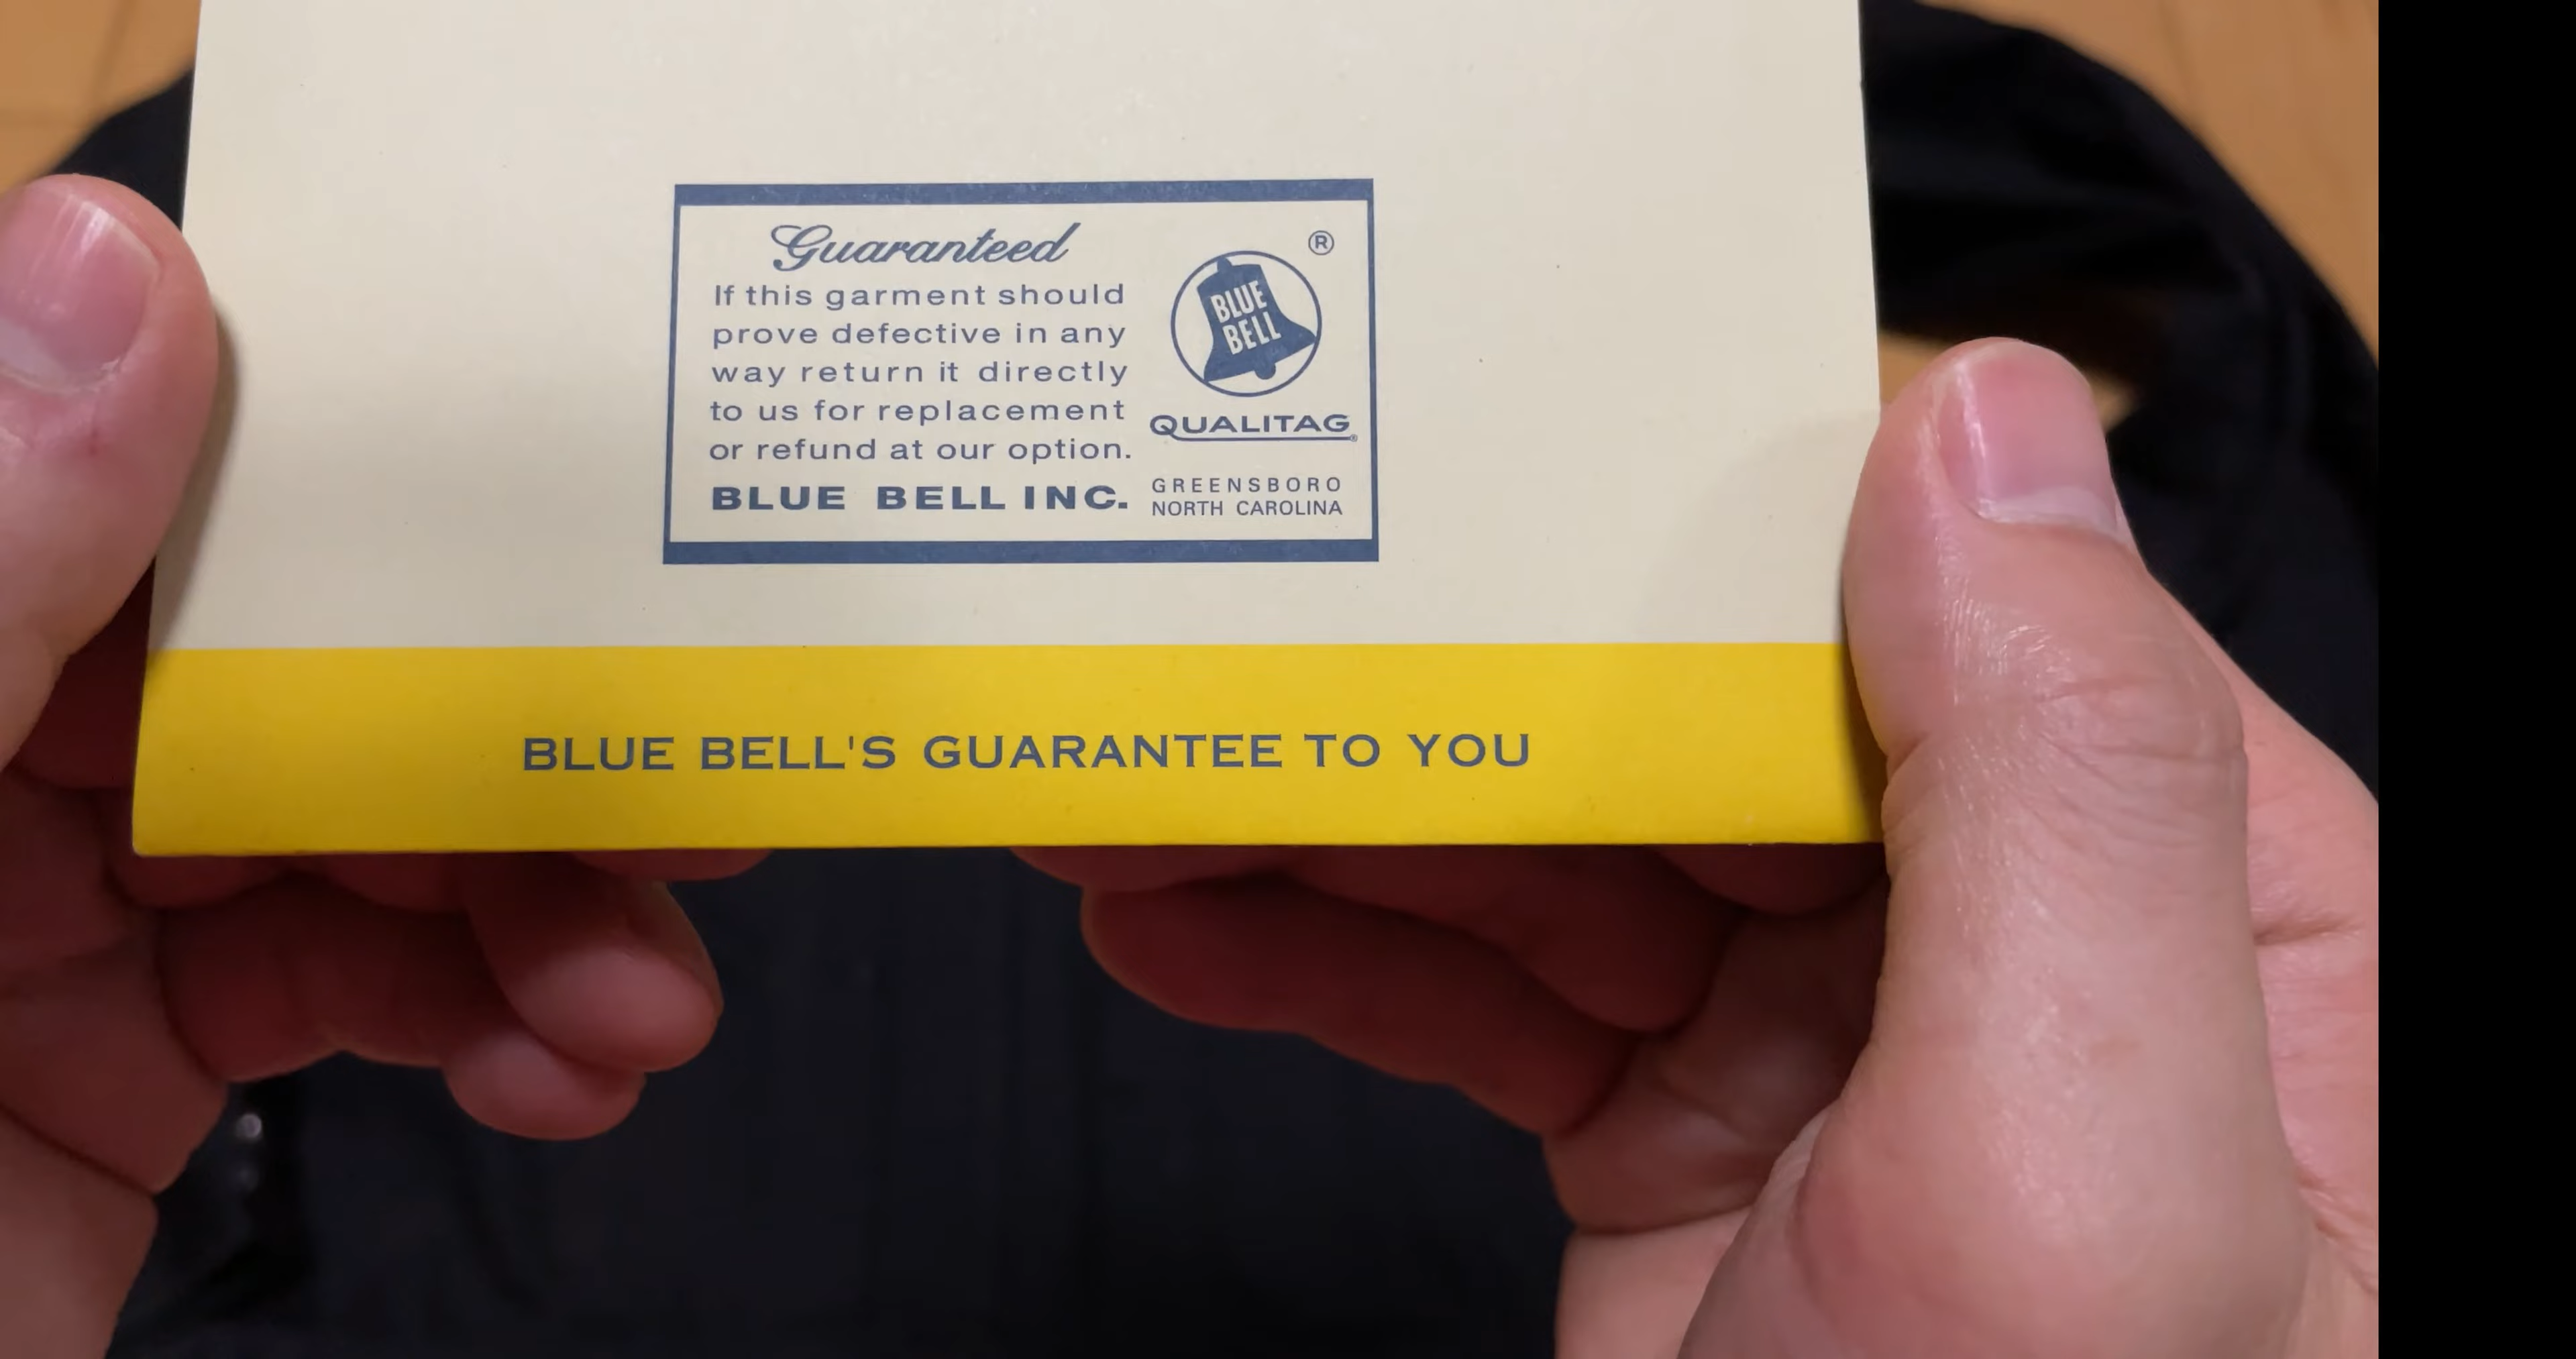 Guaranteed
If this garment should
prove defective in any
way return it directly
to us for replacement
or refund at our option.
BLUE BELL INC.
®
BLUE
BELL
QUALITAG®
GREENSBORO
NORTH CAROLINA
BLUE BELL'S GUARANTEE TO YOU